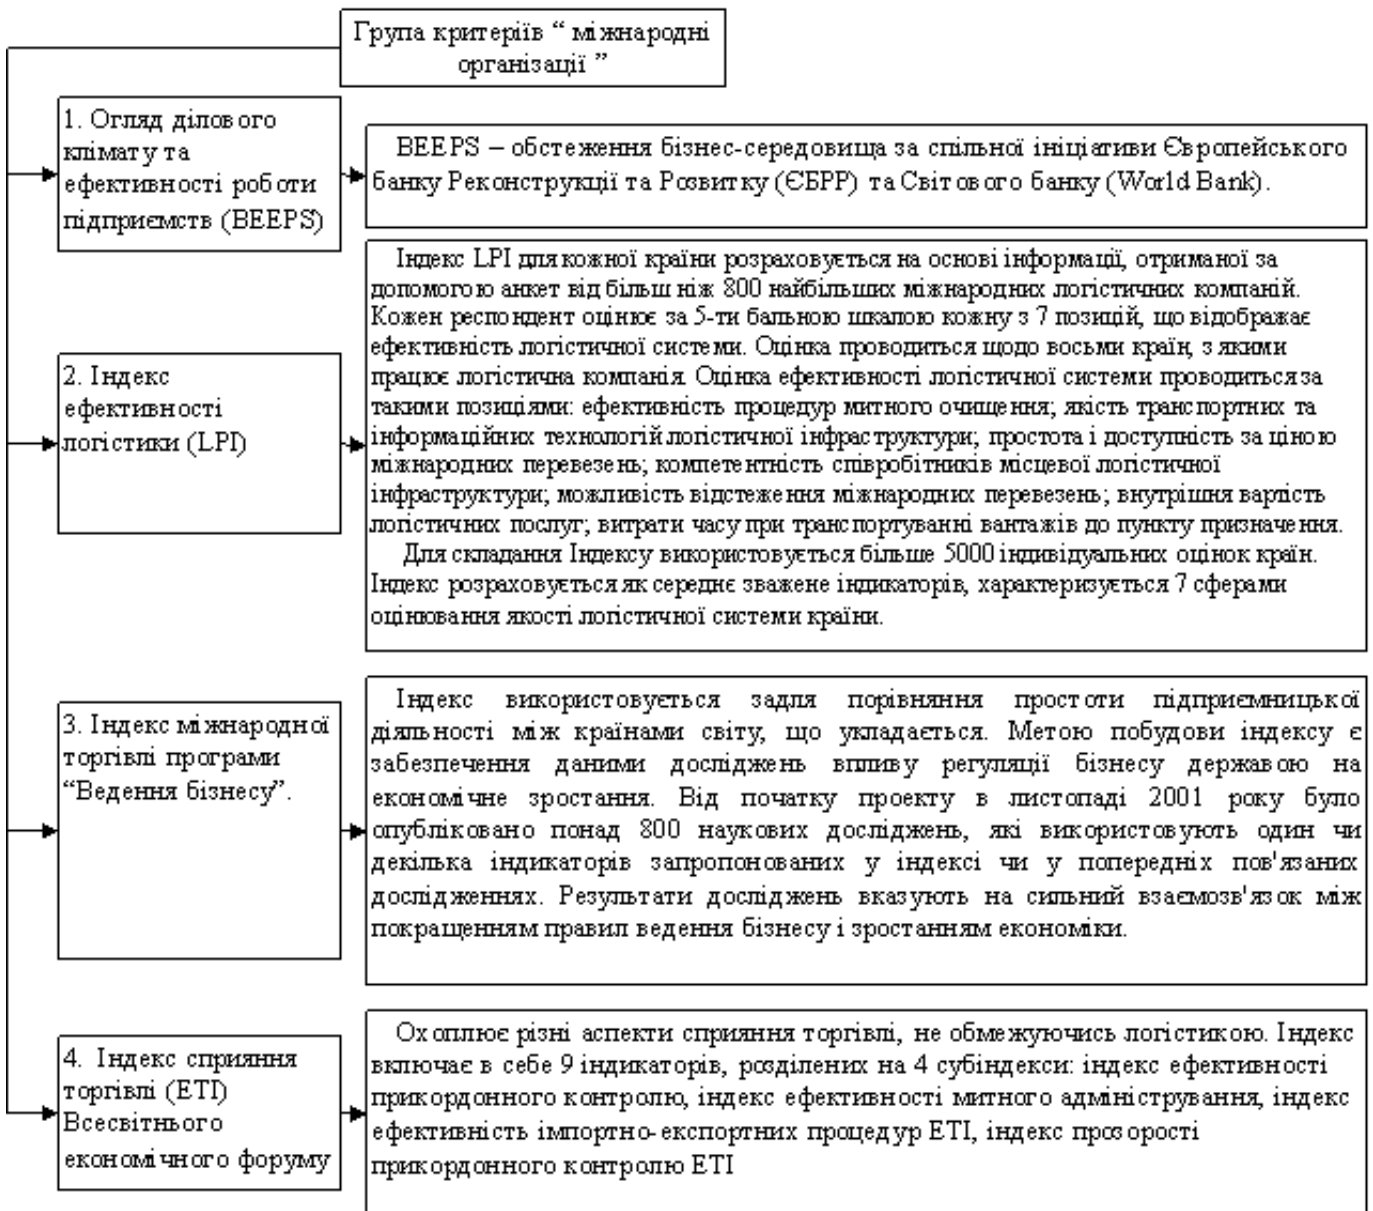 Група критеріїв “ міжнародні
організації ”
1. Огляд ділового
клімату та
ефективності роботи
підприємств (BEEPS)
BEEPS – обстеження бізнес-середовища за спільної ініціативи Європейського
банку Реконструкції та Розвитку (ЄБРР) та Світового банку (World Bank).
2. Індекс
ефективності
логістики (LPI)
Індекс LPI для кожної країни розраховується на основі інформації, отриманої за
допомогою анкет від більш ніж 800 найбільших міжнародних логістичних компаній.
Кожен респондент оцінює за 5-ти бальною шкалою кожну з 7 позицій, що відображає
ефективність логістичної системи. Оцінка проводиться щодо восьми країн, з якими
працює логістична компанія. Оцінка ефективності логістичної системи проводиться за
такими позиціями: ефективність процедур митного очищення; якість транспортних та
інформаційних технологій логістичної інфраструктури; простота і доступність за ціною
міжнародних перевезень; компетентність співробітників місцевої логістичної
інфраструктури; можливість відстеження міжнародних перевезень; внутрішня вартість
логістичних послуг; витрати часу при транспортуванні вантажів до пункту призначення.
Для складання Індексу використовується більше 5000 індивідуальних оцінок країн.
Індекс розраховується як середнє зважене індикаторів, характеризується 7 сферами
оцінювання якості логістичної системи країни.
3. Індекс міжнародної
торгівлі програми
“Ведення бізнесу”.
Індекс використовується задля порівняння простоти підприємницької
діяльності між країнами світу, що укладається. Метою побудови індексу є
забезпечення даними досліджень впливу регуляції бізнесу державою на
економічне зростання. Від початку проекту в листопаді 2001 року було
опубліковано понад 800 наукових досліджень, які використовують один чи
декілька індикаторів запропонованих у індексі чи у попередніх пов'язаних
дослідженнях. Результати досліджень вказують на сильний взаємозв'язок між
покращенням правил ведення бізнесу і зростанням економіки.
4. Індекс сприяння
торгівлі (ETI)
Всесвітнього
економічного форуму
Охоплює різні аспекти сприяння торгівлі, не обмежуючись логістикою. Індекс
включає в себе 9 індикаторів, розділених на 4 субіндекси: індекс ефективності
прикордонного контролю, індекс ефективності митного адміністрування, індекс
ефективність імпортно-експортних процедур ETI, індекс прозорості
прикордонного контролю ETI